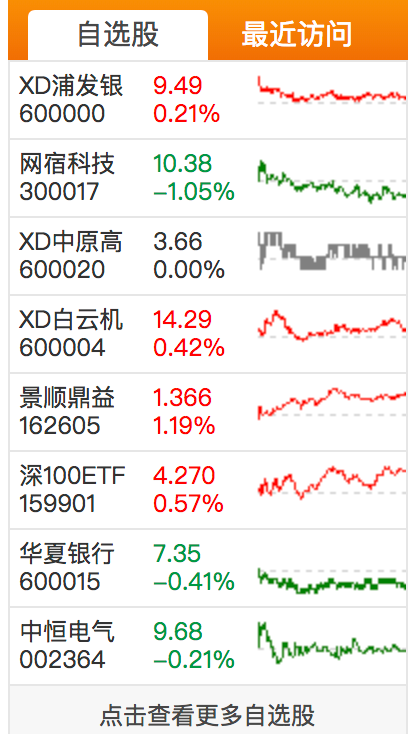 自选股 最近访问
XD浦发银 9.49
600000 0.21%
网宿科技 10.38
300017 -1.05%
XD中原高 3.66
600020 0.00%
XD白云机 14.29
600004 0.42%
景顺鼎益 1.366
162605 1.19%
深100ETF 4.270
159901 0.57%
华夏银行 7.35
600015 -0.41%
中恒电气 9.68
002364 -0.21%
点击查看更多自选股